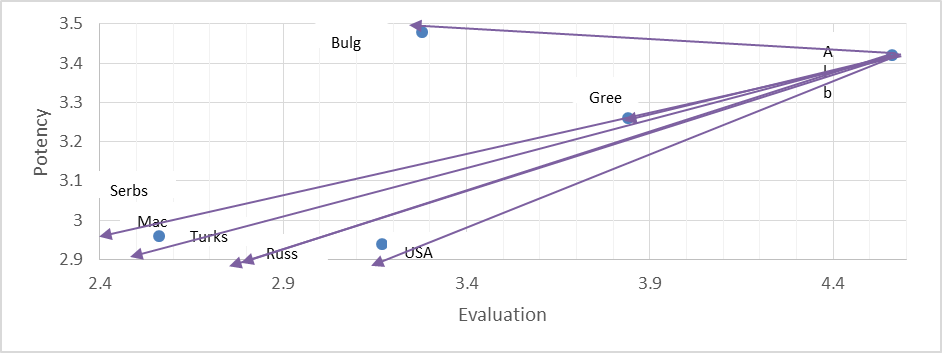 3.5
3.4
3.3
3.2
3.1
3
2.9
Potency
2.4
2.9
3.4
3.9
4.4
Evaluation
Bulg
A
l
b
Gree
Serbs
Mac
Turks
Russ
USA